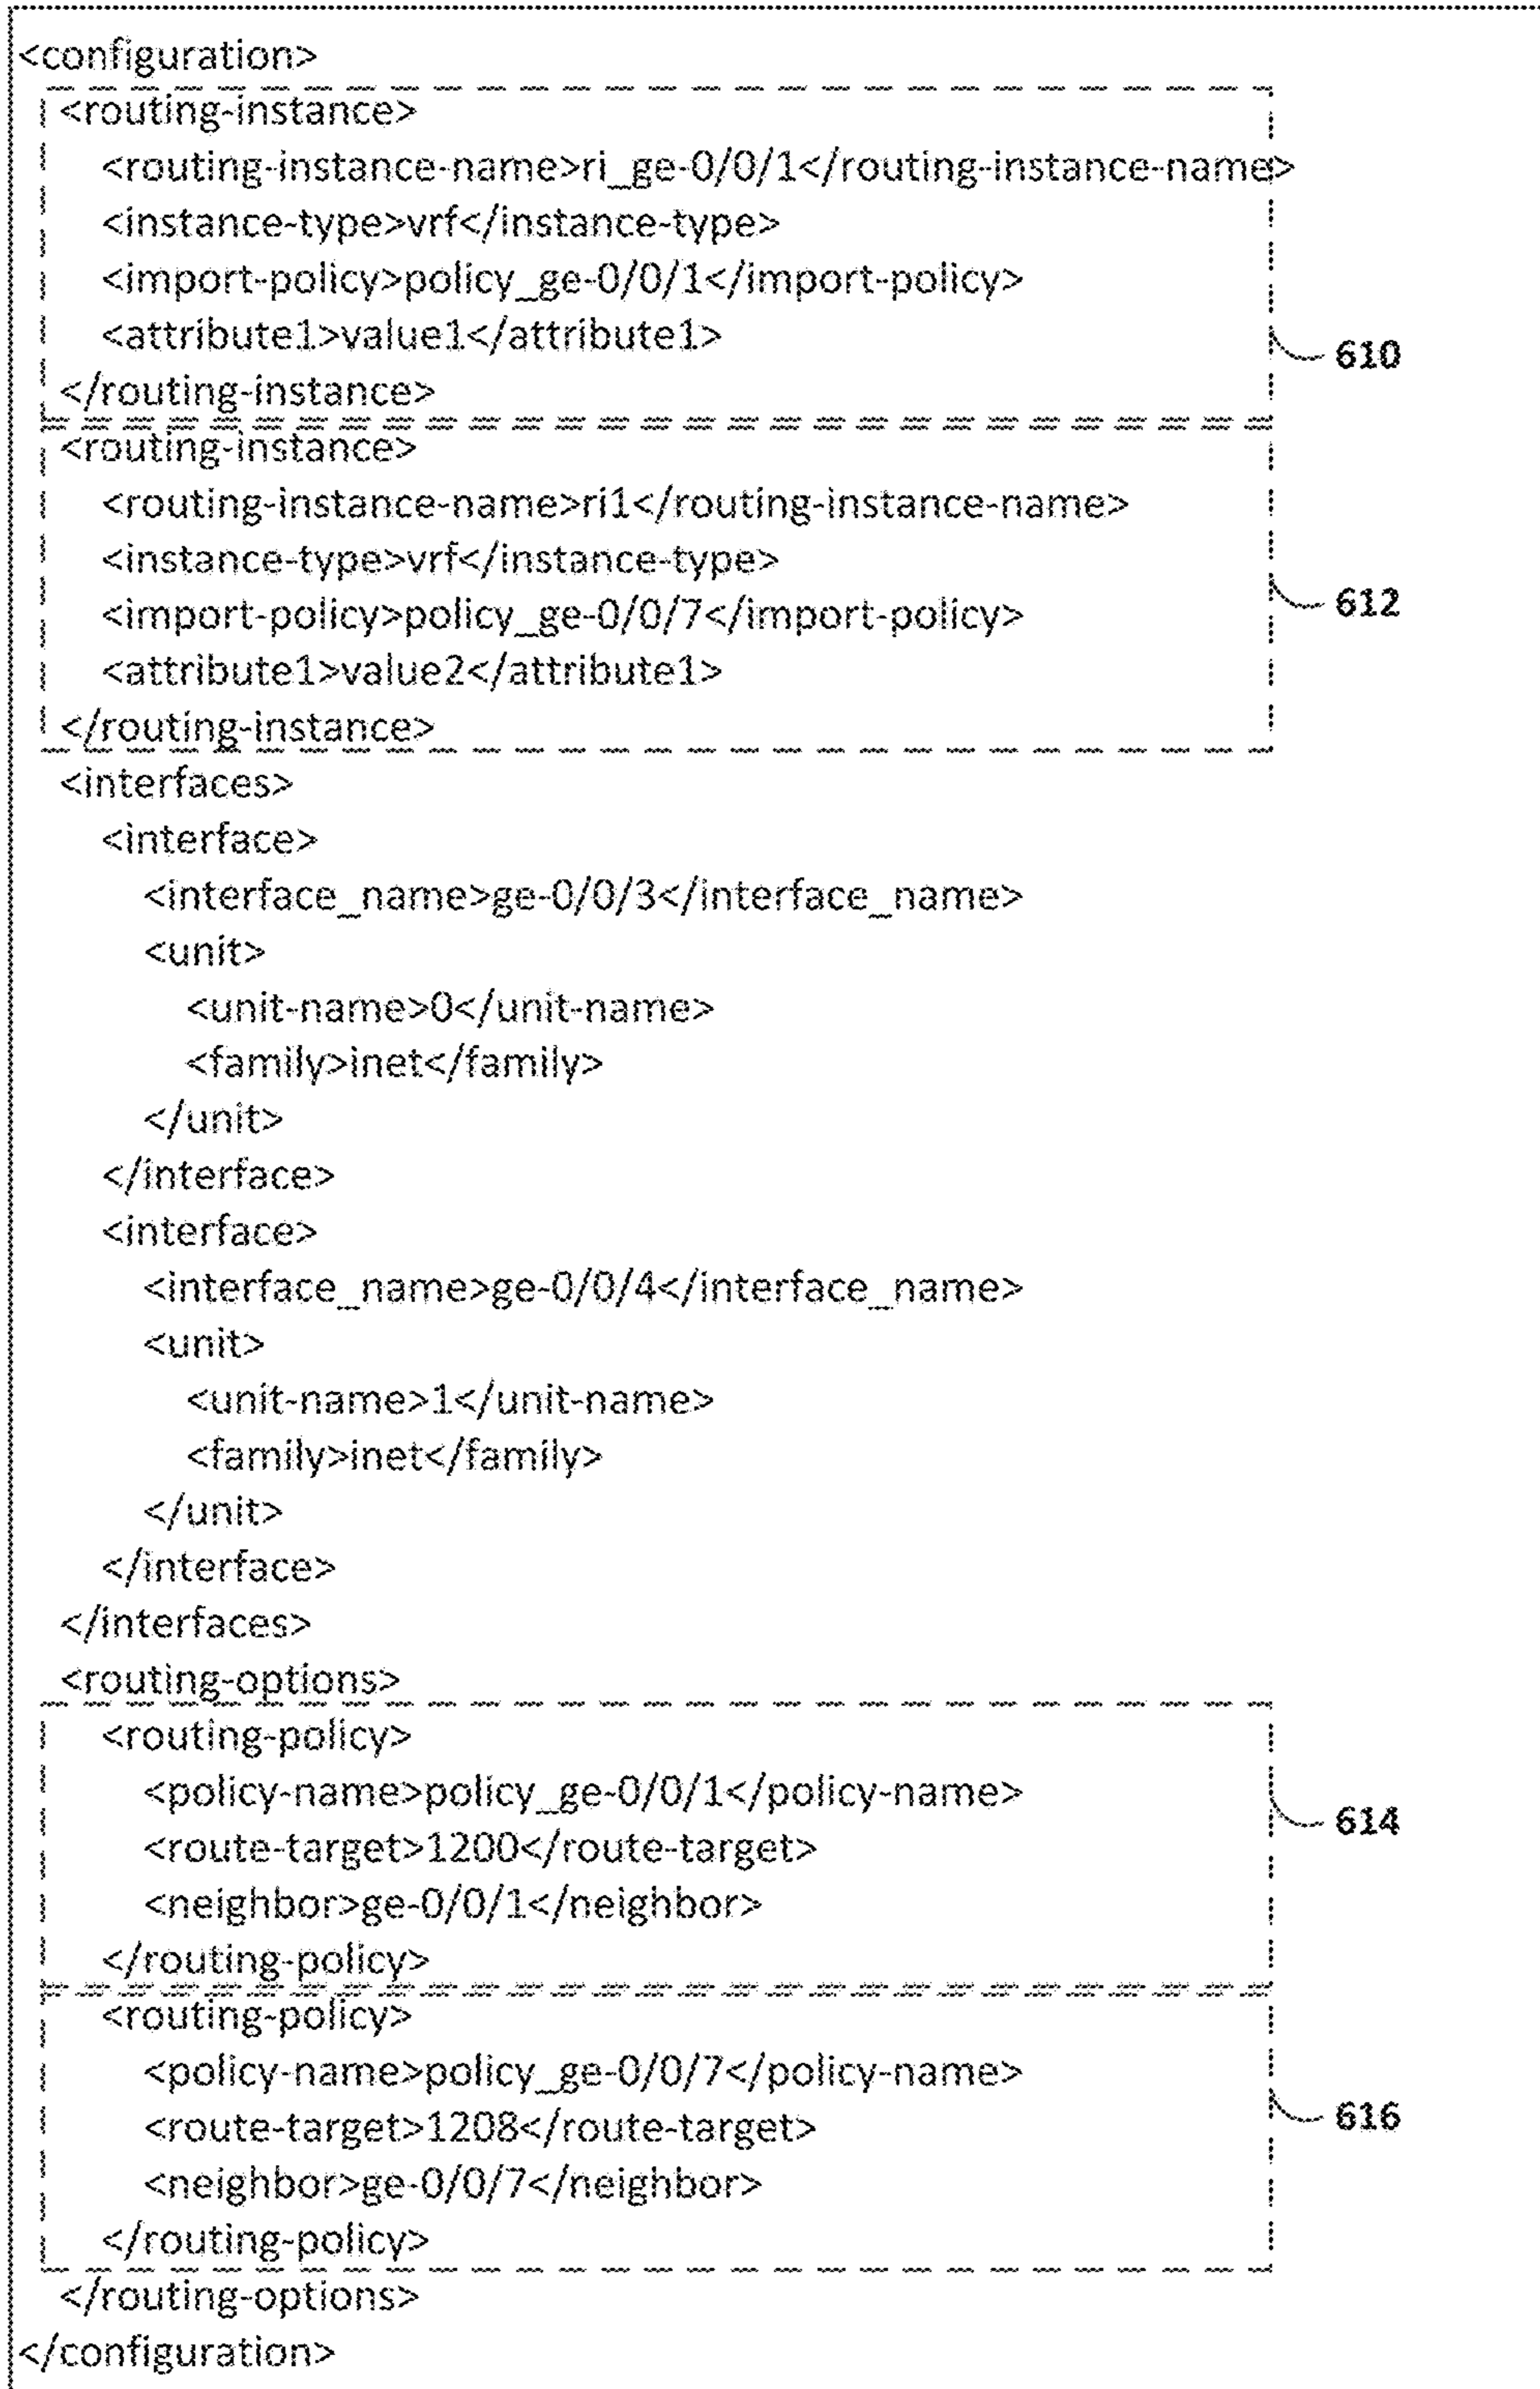 <configuration>
<routing-instance>
<routing-instance-name>ri_ge-0/0/1</routing-instance-name>
<instance-type>vrf</instance-type>
<import-policy>policy_ge-0/0/1</import-policy>
<attribute1>value1</attribute1>
610
</routing-instance>
<routing-instance>
<routing-instance-name>ri1</routing-instance-name>
<instance-type>vrf</instance-type>
<import-policy>policy_ge-0/0/7</import-policy>
612
<attribute1>value2</attribute1>
</routing-instance>
<interfaces>
<interface>
<interface_name>ge-0/0/3</interface_name>
<unit>
<unit-name>0</unit-name>
<family>inet</family>
</unit>
</interface>
<interface>
<interface_name>ge-0/0/4</interface_name>
<unit>
<unit-name>1</unit-name>
<family>inet</family>
</unit>
</interface>
</interfaces>
<routing-options>
<routing-policy>
<policy-name>policy_ge-0/0/1</policy-name>
614
<route-target>1200</route-target>
<neighbor>ge-0/0/1</neighbor>
</routing-policy>
<routing-policy>
<policy-name>policy_ge-0/0/7</policy-name>
616
<route-target>1208</route-target>
<neighbor>ge-0/0/7</neighbor>
</routing-policy>
</routing-options>
</configuration>